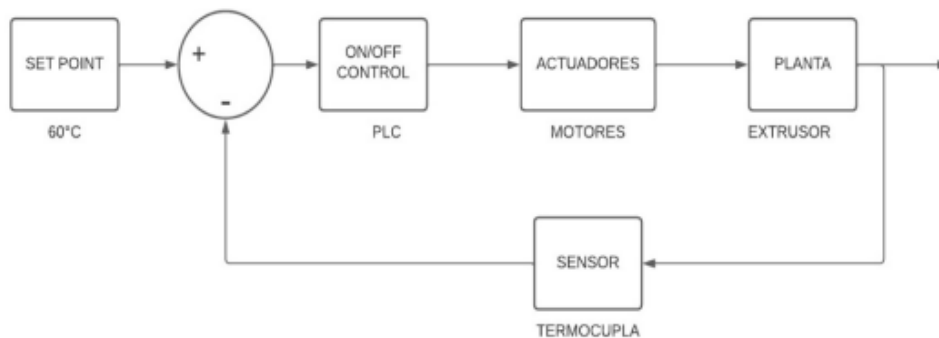 SET POINT
60°C
+
-
ON/OFF
CONTROL
PLC
ACTUADORES
MOTORES
PLANTA
EXTRUSOR
SENSOR
TERMOCUPLA